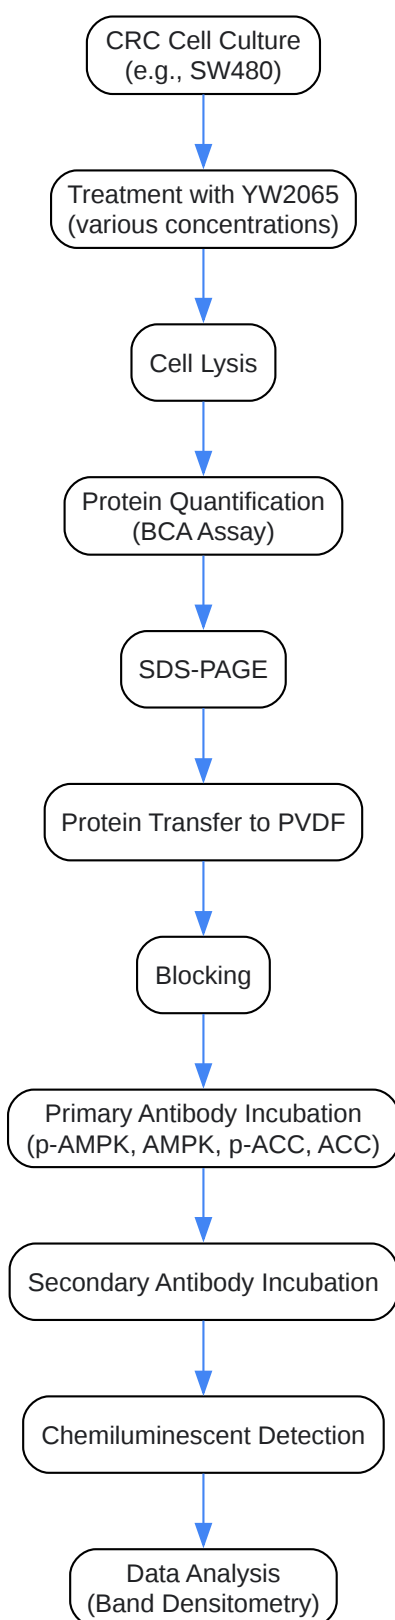 CRC Cell Culture
(e.g., SW480)
Treatment with YW2065
(various concentrations)
Cell Lysis
Protein Quantification
(BCA Assay)
SDS-PAGE
Protein Transfer to PVDF
Blocking
Primary Antibody Incubation
(p-AMPK, AMPK, p-ACC, ACC)
Secondary Antibody Incubation
Chemiluminescent Detection
Data Analysis
(Band Densitometry)